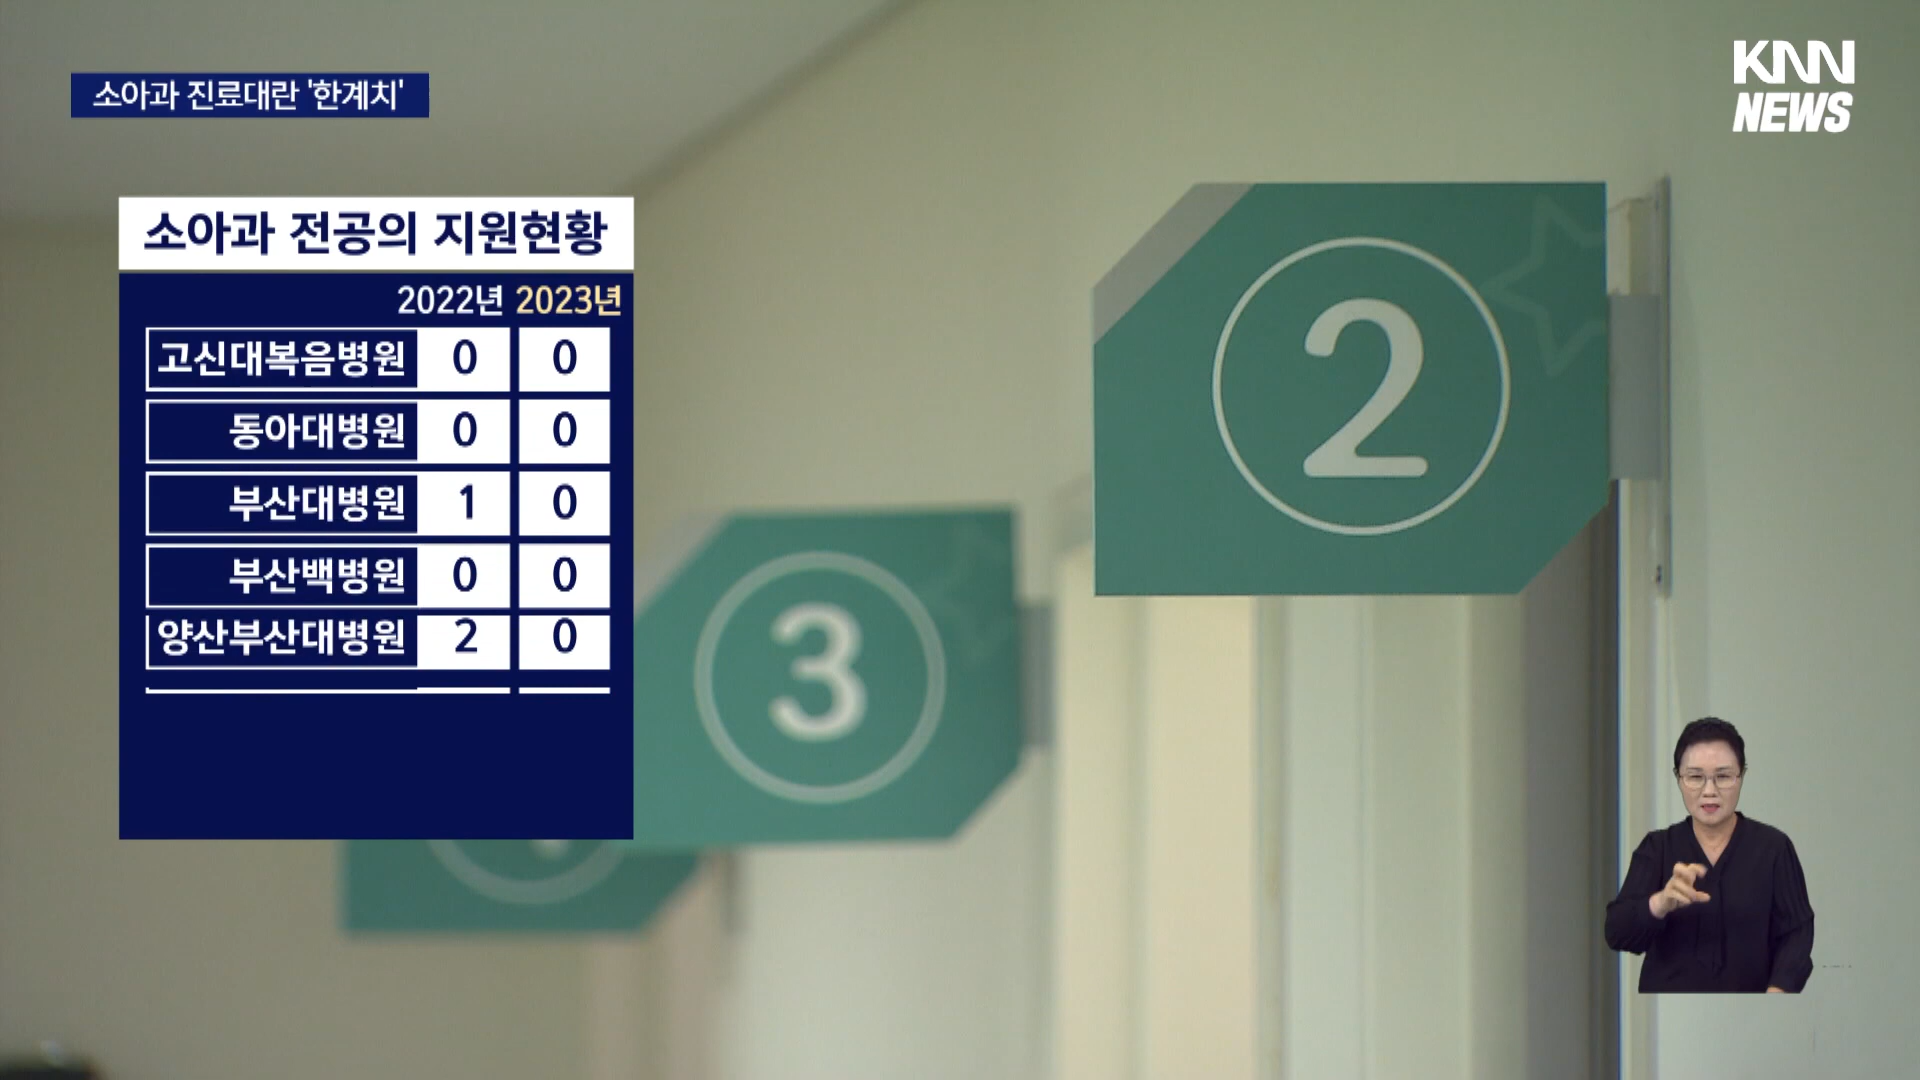 소아과 진료대란 '한계치'
KNN
NEWS
소아과 전공의 지원현황
2022년 2023년
고신대복음병원 0 0
동아대병원 0 0
부산대병원 1 0
부산백병원 0 0
양산부산대병원 2 0
2
3